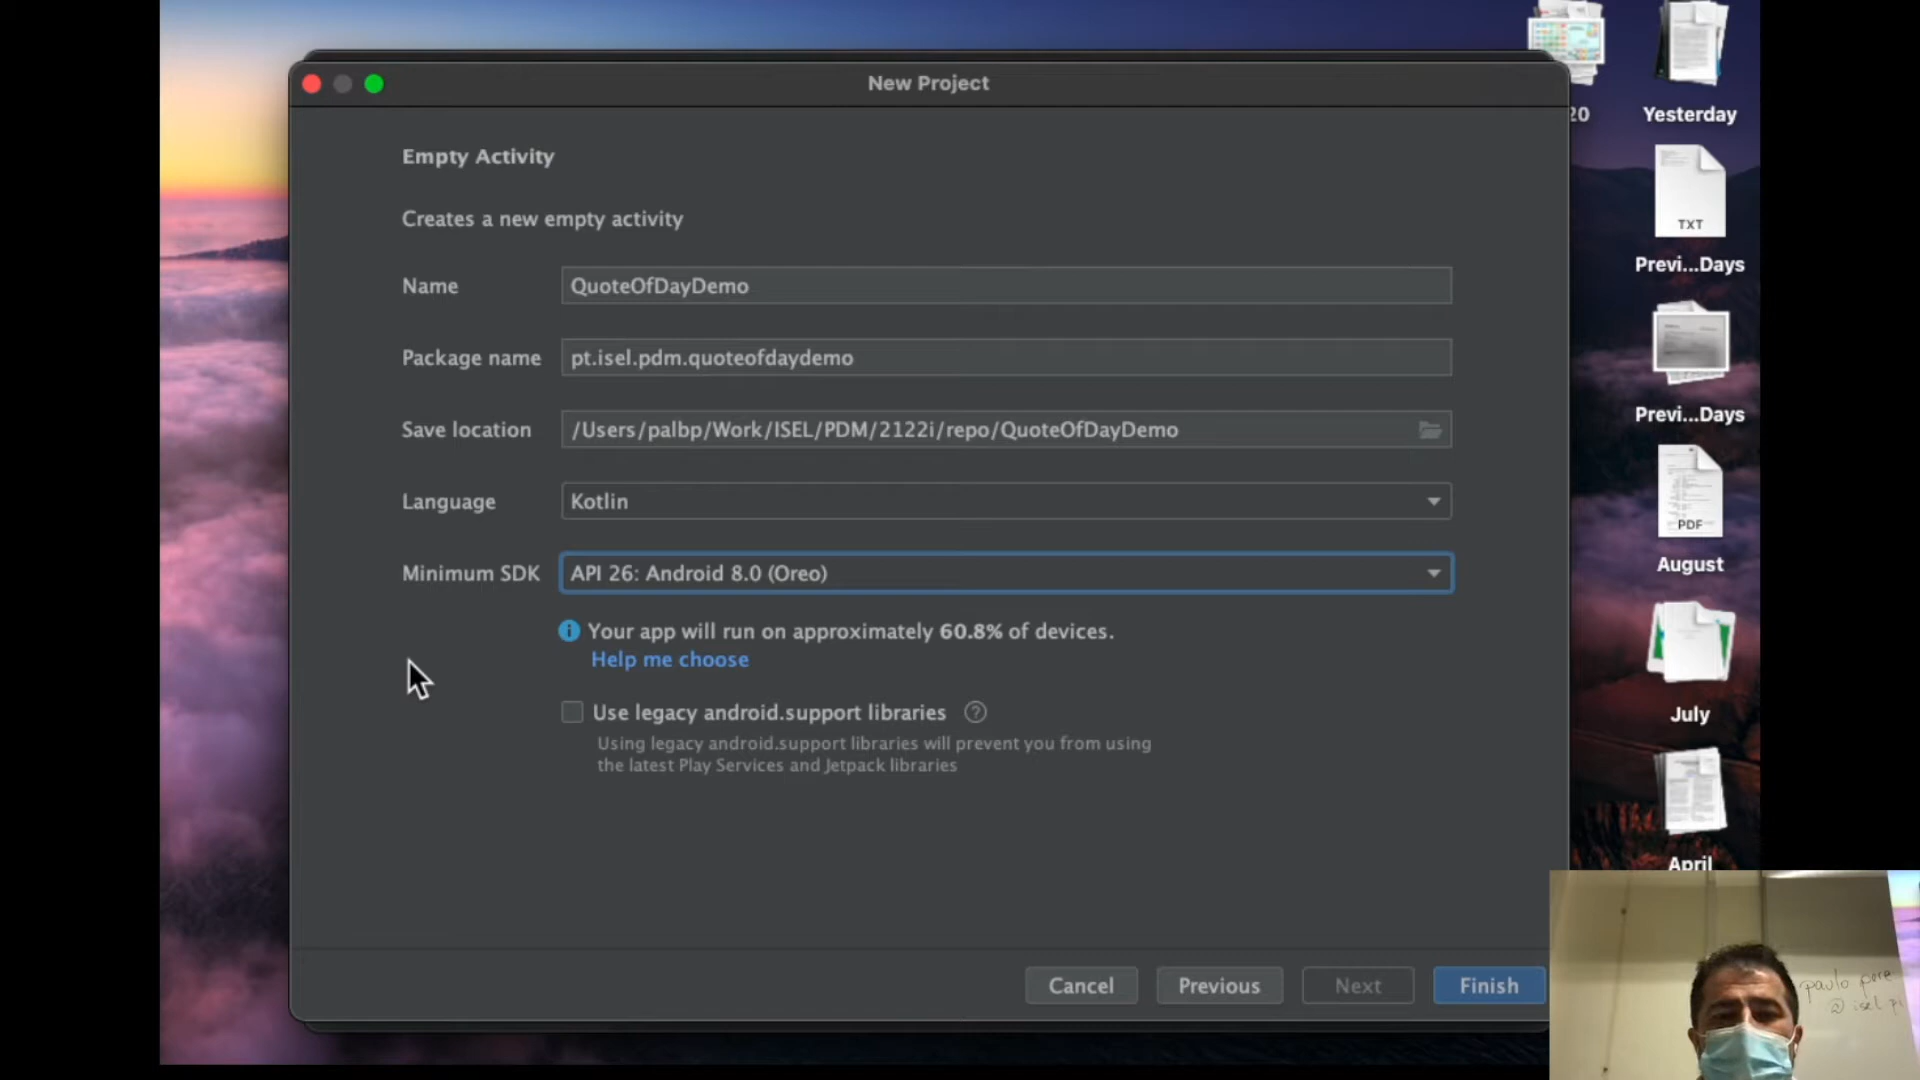 New Project
20
Yesterday
Empty Activity
Creates a new empty activity
TXT
Previ...Days
Name QuoteOfDayDemo
Package name pt.isel.pdm.quoteofdaydemo
Previ...Days
Save location /Users/palbp/Work/ISEL/PDM/2122i/repo/QuoteOfDayDemo
Language Kotlin
PDF
August
Minimum SDK API 26: Android 8.0 (Oreo)
i Your app will run on approximately 60.8% of devices.
Help me choose
Use legacy android.support libraries ?
July
Using legacy android.support libraries will prevent you from using
the latest Play Services and Jetpack libraries
April
Cancel Previous Next Finish
paulo pere
@ isel